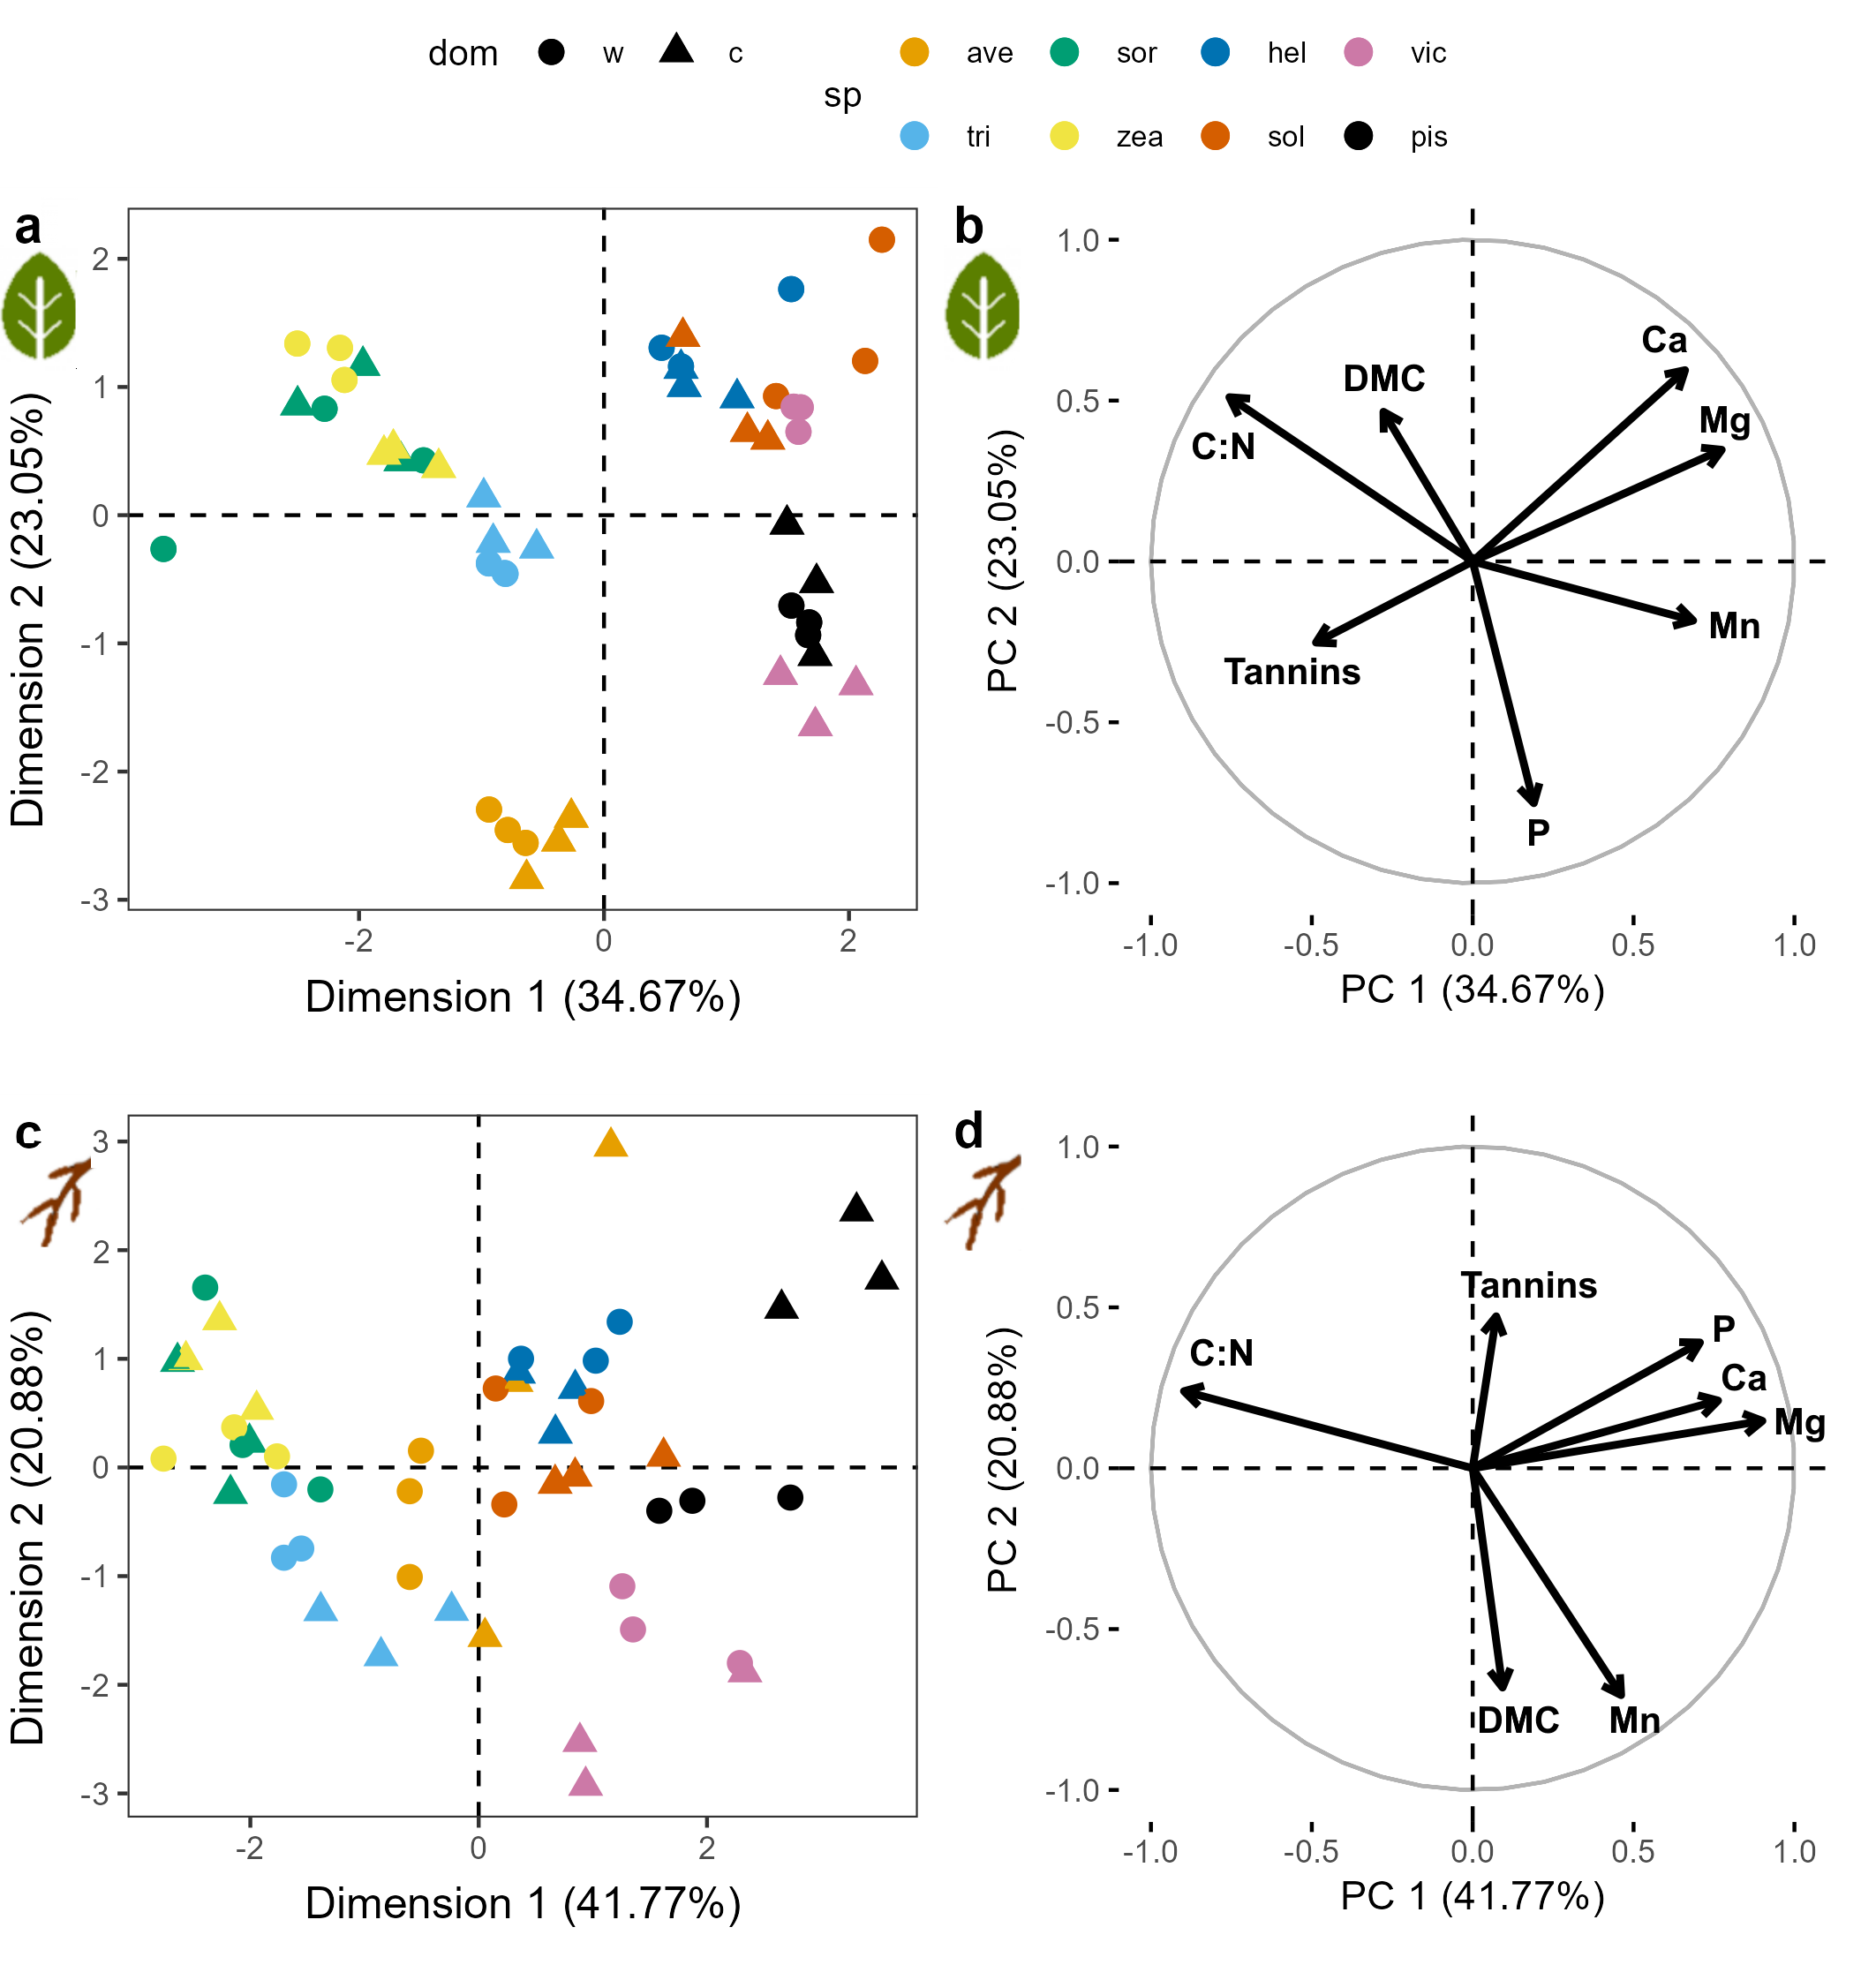 dom w c ave sor hel vic
sp
tri zea sol pis
a
2
1
0
-1
-2
-3
Dimension 2 (23.05%)
-2 0 2
Dimension 1 (34.67%)
b
1.0
0.5
0.0
-0.5
-1.0
PC 2 (23.05%)
Ca
DMC
Mg
C:N
Mn
Tannins
P
-1.0 -0.5 0.0 0.5 1.0
PC 1 (34.67%)
c
3
2
1
0
-1
-2
-3
Dimension 2 (20.88%)
-2 0 2
Dimension 1 (41.77%)
d
1.0
0.5
0.0
-0.5
-1.0
PC 2 (20.88%)
Tannins
P
C:N
Ca
Mg
DMC Mn
-1.0 -0.5 0.0 0.5 1.0
PC 1 (41.77%)